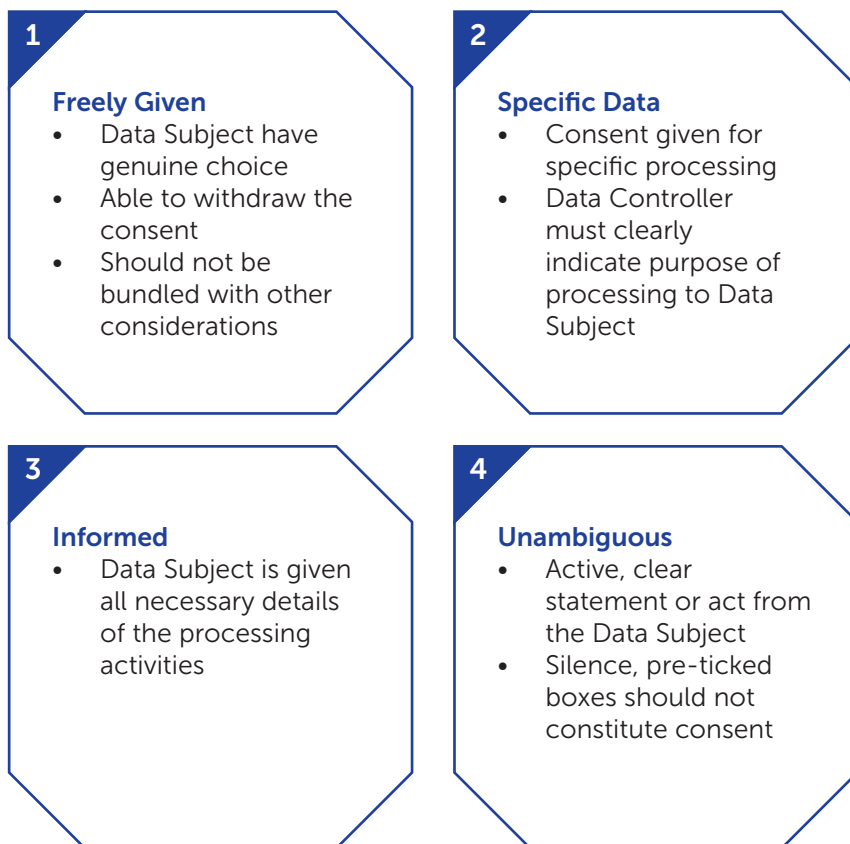 1
Freely Given
• Data Subject have
genuine choice
• Able to withdraw the
consent
• Should not be
bundled with other
considerations
2
Specific Data
• Consent given for
specific processing
• Data Controller
must clearly
indicate purpose of
processing to Data
Subject
3
Informed
• Data Subject is given
all necessary details
of the processing
activities
4
Unambiguous
• Active, clear
statement or act from
the Data Subject
• Silence, pre-ticked
boxes should not
constitute consent